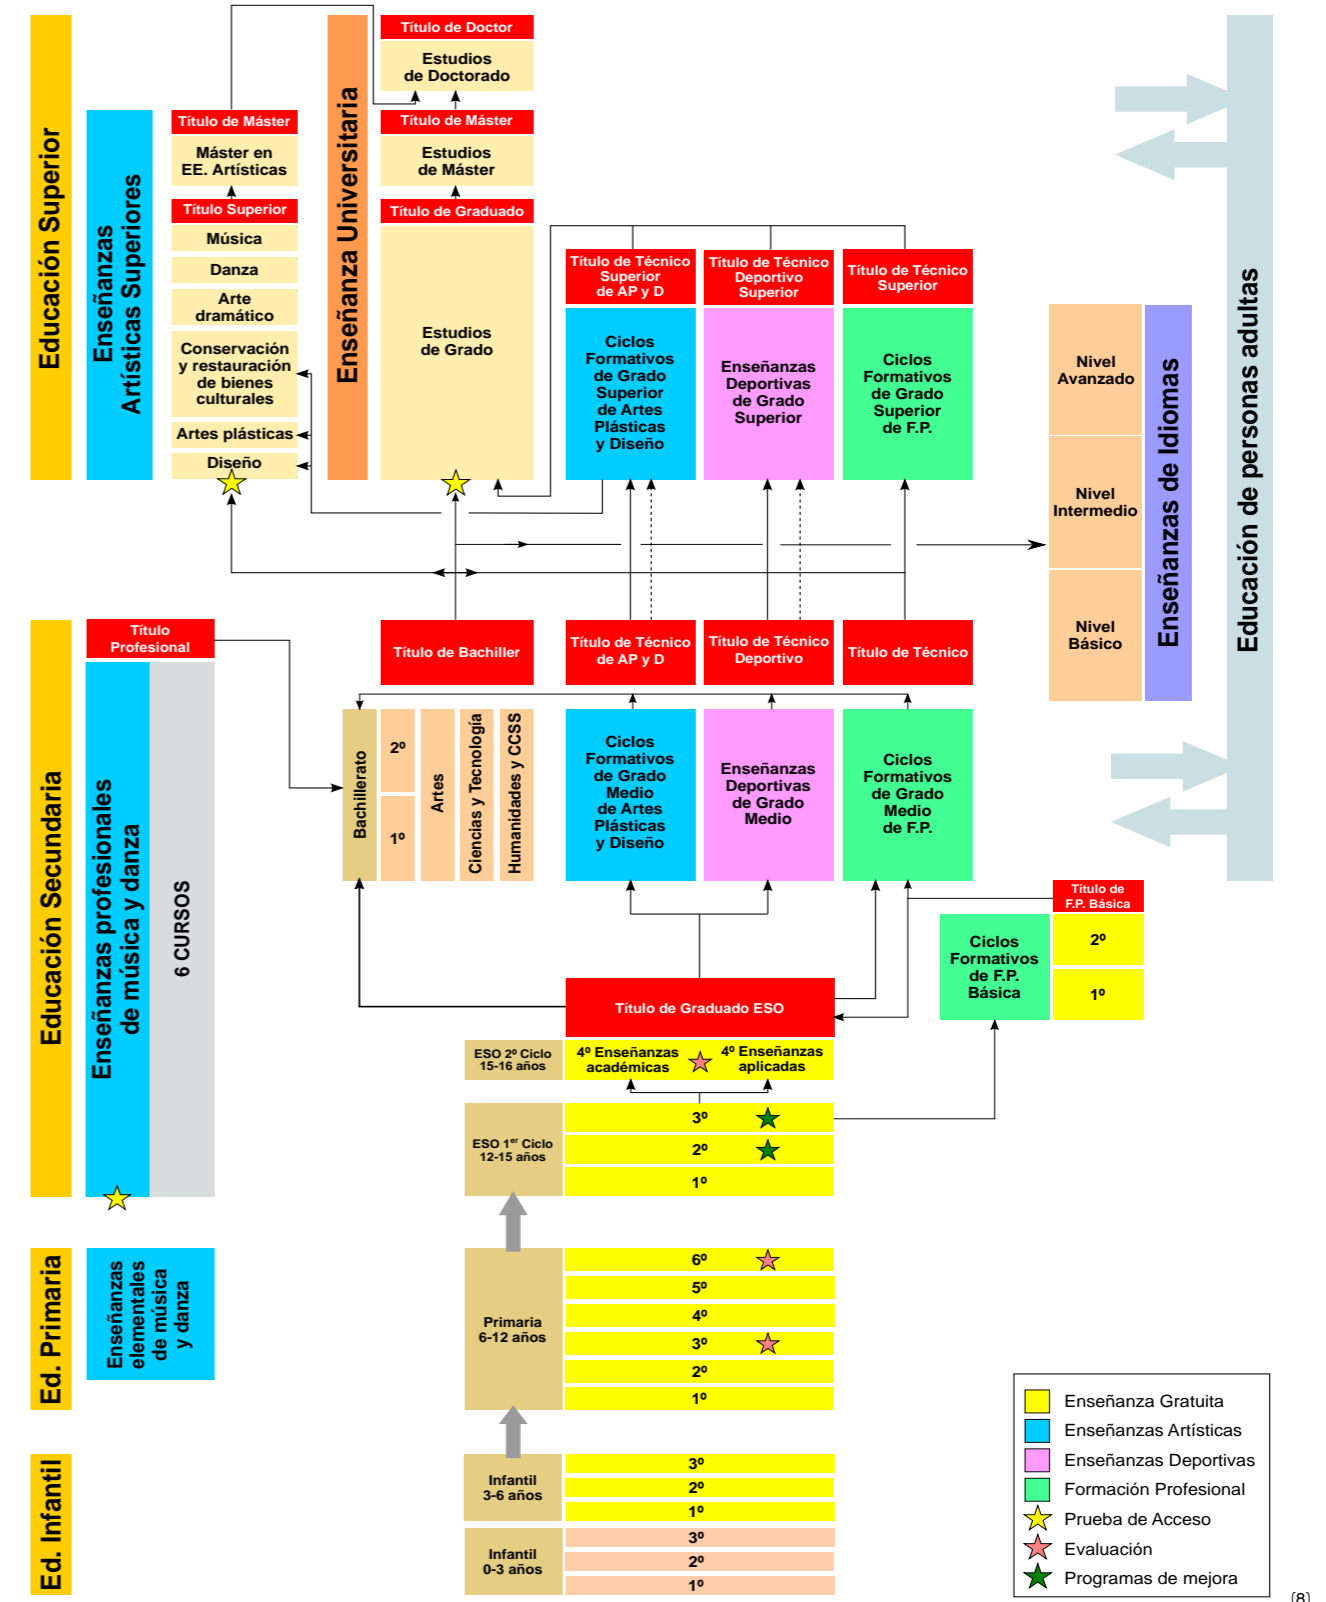 Educación Superior
Enseñanzas
Artísticas Superiores
Título de Máster
Máster en
EE. Artísticas
Título Superior
Música
Danza
Arte
dramático
Conservación
y restauración
de bienes
culturales
Artes plásticas
Diseño
Enseñanza Universitaria
Título de Doctor
Estudios
de Doctorado
Título de Máster
Estudios
de Máster
Título de Graduado
Estudios
de Grado
Título de Técnico
Superior
de AP y D
Ciclos
Formativos
de Grado
Superior
de Artes
Plásticas
y Diseño
Título de Técnico
Deportivo
Superior
Enseñanzas
Deportivas
de Grado
Superior
Título de Técnico
Superior
Ciclos
Formativos
de Grado
Superior
de F.P.
Nivel
Avanzado
Nivel
Intermedio
Nivel
Básico
Enseñanzas de Idiomas
Educación de personas adultas
Educación Secundaria
Título
Profesional
Enseñanzas profesionales
de música y danza
6 CURSOS
Título de Bachiller
Bachillerato
2º
1º
Artes
Ciencias y Tecnología
Humanidades y CCSS
Título de Técnico
de AP y D
Ciclos
Formativos
de Grado
Medio
de Artes
Plásticas
y Diseño
Título de Técnico
Deportivo
Enseñanzas
Deportivas
de Grado
Medio
Título de Técnico
Ciclos
Formativos
de Grado
Medio
de F.P.
Título de
F.P. Básica
Ciclos
Formativos
de F.P.
Básica
2º
1º
Título de Graduado ESO
ESO 2º Ciclo
15-16 años
4º Enseñanzas
académicas
4º Enseñanzas
aplicadas
ESO 1er Ciclo
12-15 años
3º
2º
1º
Ed. Primaria
Enseñanzas
elementales
de música
y danza
Primaria
6-12 años
6º
5º
4º
3º
2º
1º
Ed. Infantil
Infantil
3-6 años
3º
2º
1º
Infantil
0-3 años
3º
2º
1º
Enseñanza Gratuita
Enseñanzas Artísticas
Enseñanzas Deportivas
Formación Profesional
Prueba de Acceso
Evaluación
Programas de mejora
(8)